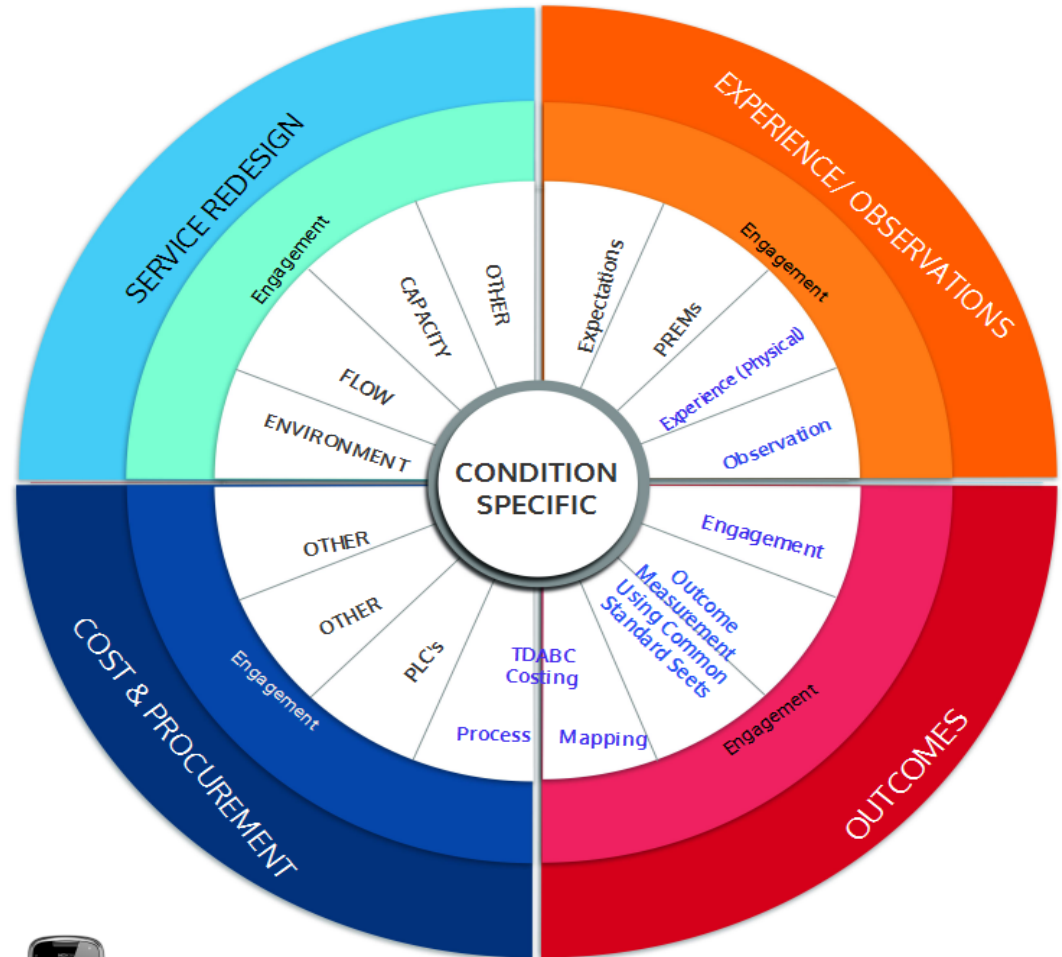 SERVICE REDESIGN
Engagement
ENVIRONMENT
FLOW
CAPACITY
OTHER
EXPERIENCE/ OBSERVATIONS
Engagement
Expectations
PREMs
Experience (Physical)
Observation
CONDITION
SPECIFIC
OUTCOMES
Engagement
Engagement
Outcome
Measurement
Using Common
Standard Seets
TDABC
Costing
Process
Mapping
COST & PROCUREMENT
Engagement
OTHER
OTHER
PLC's